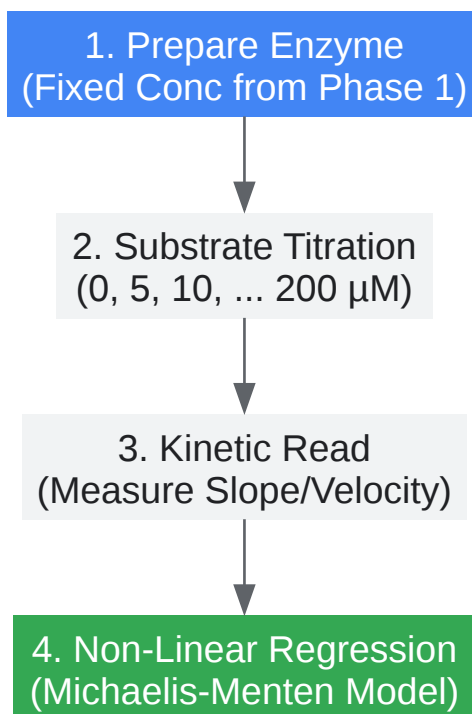 1. Prepare Enzyme
(Fixed Conc from Phase 1)
2. Substrate Titration
(0, 5, 10, ... 200 µM)
3. Kinetic Read
(Measure Slope/Velocity)
4. Non-Linear Regression
(Michaelis-Menten Model)